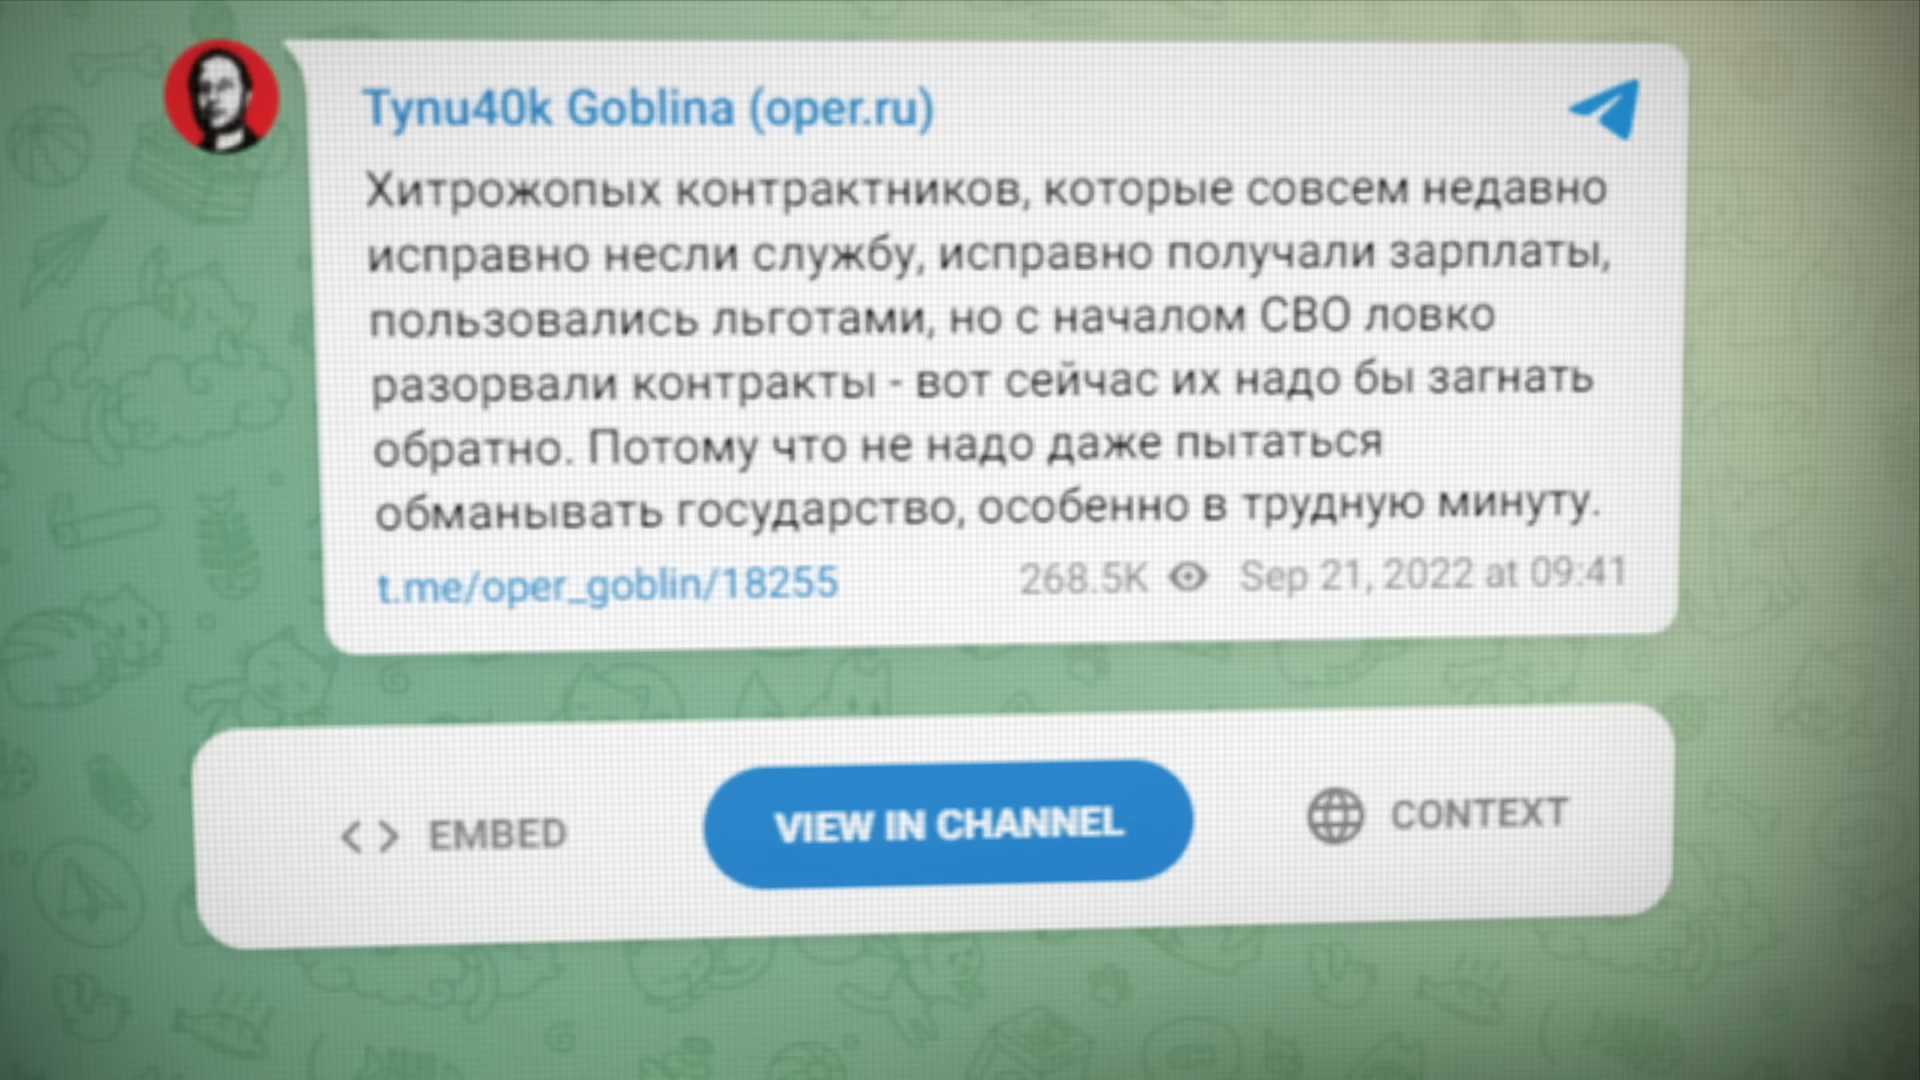 Tynu40k Goblina (oper.ru)
Хитрожопых контрактников, которые совсем недавно
исправно несли службу, исправно получали зарплаты,
пользовались льготами, но с началом СВО ловко
разорвали контракты - вот сейчас их надо бы загнать
обратно. Потому что не надо даже пытаться
обманывать государство, особенно в трудную минуту.
t.me/oper_goblin/18255 268.5K Sep 21, 2022 at 09:41
EMBED VIEW IN CHANNEL CONTEXT